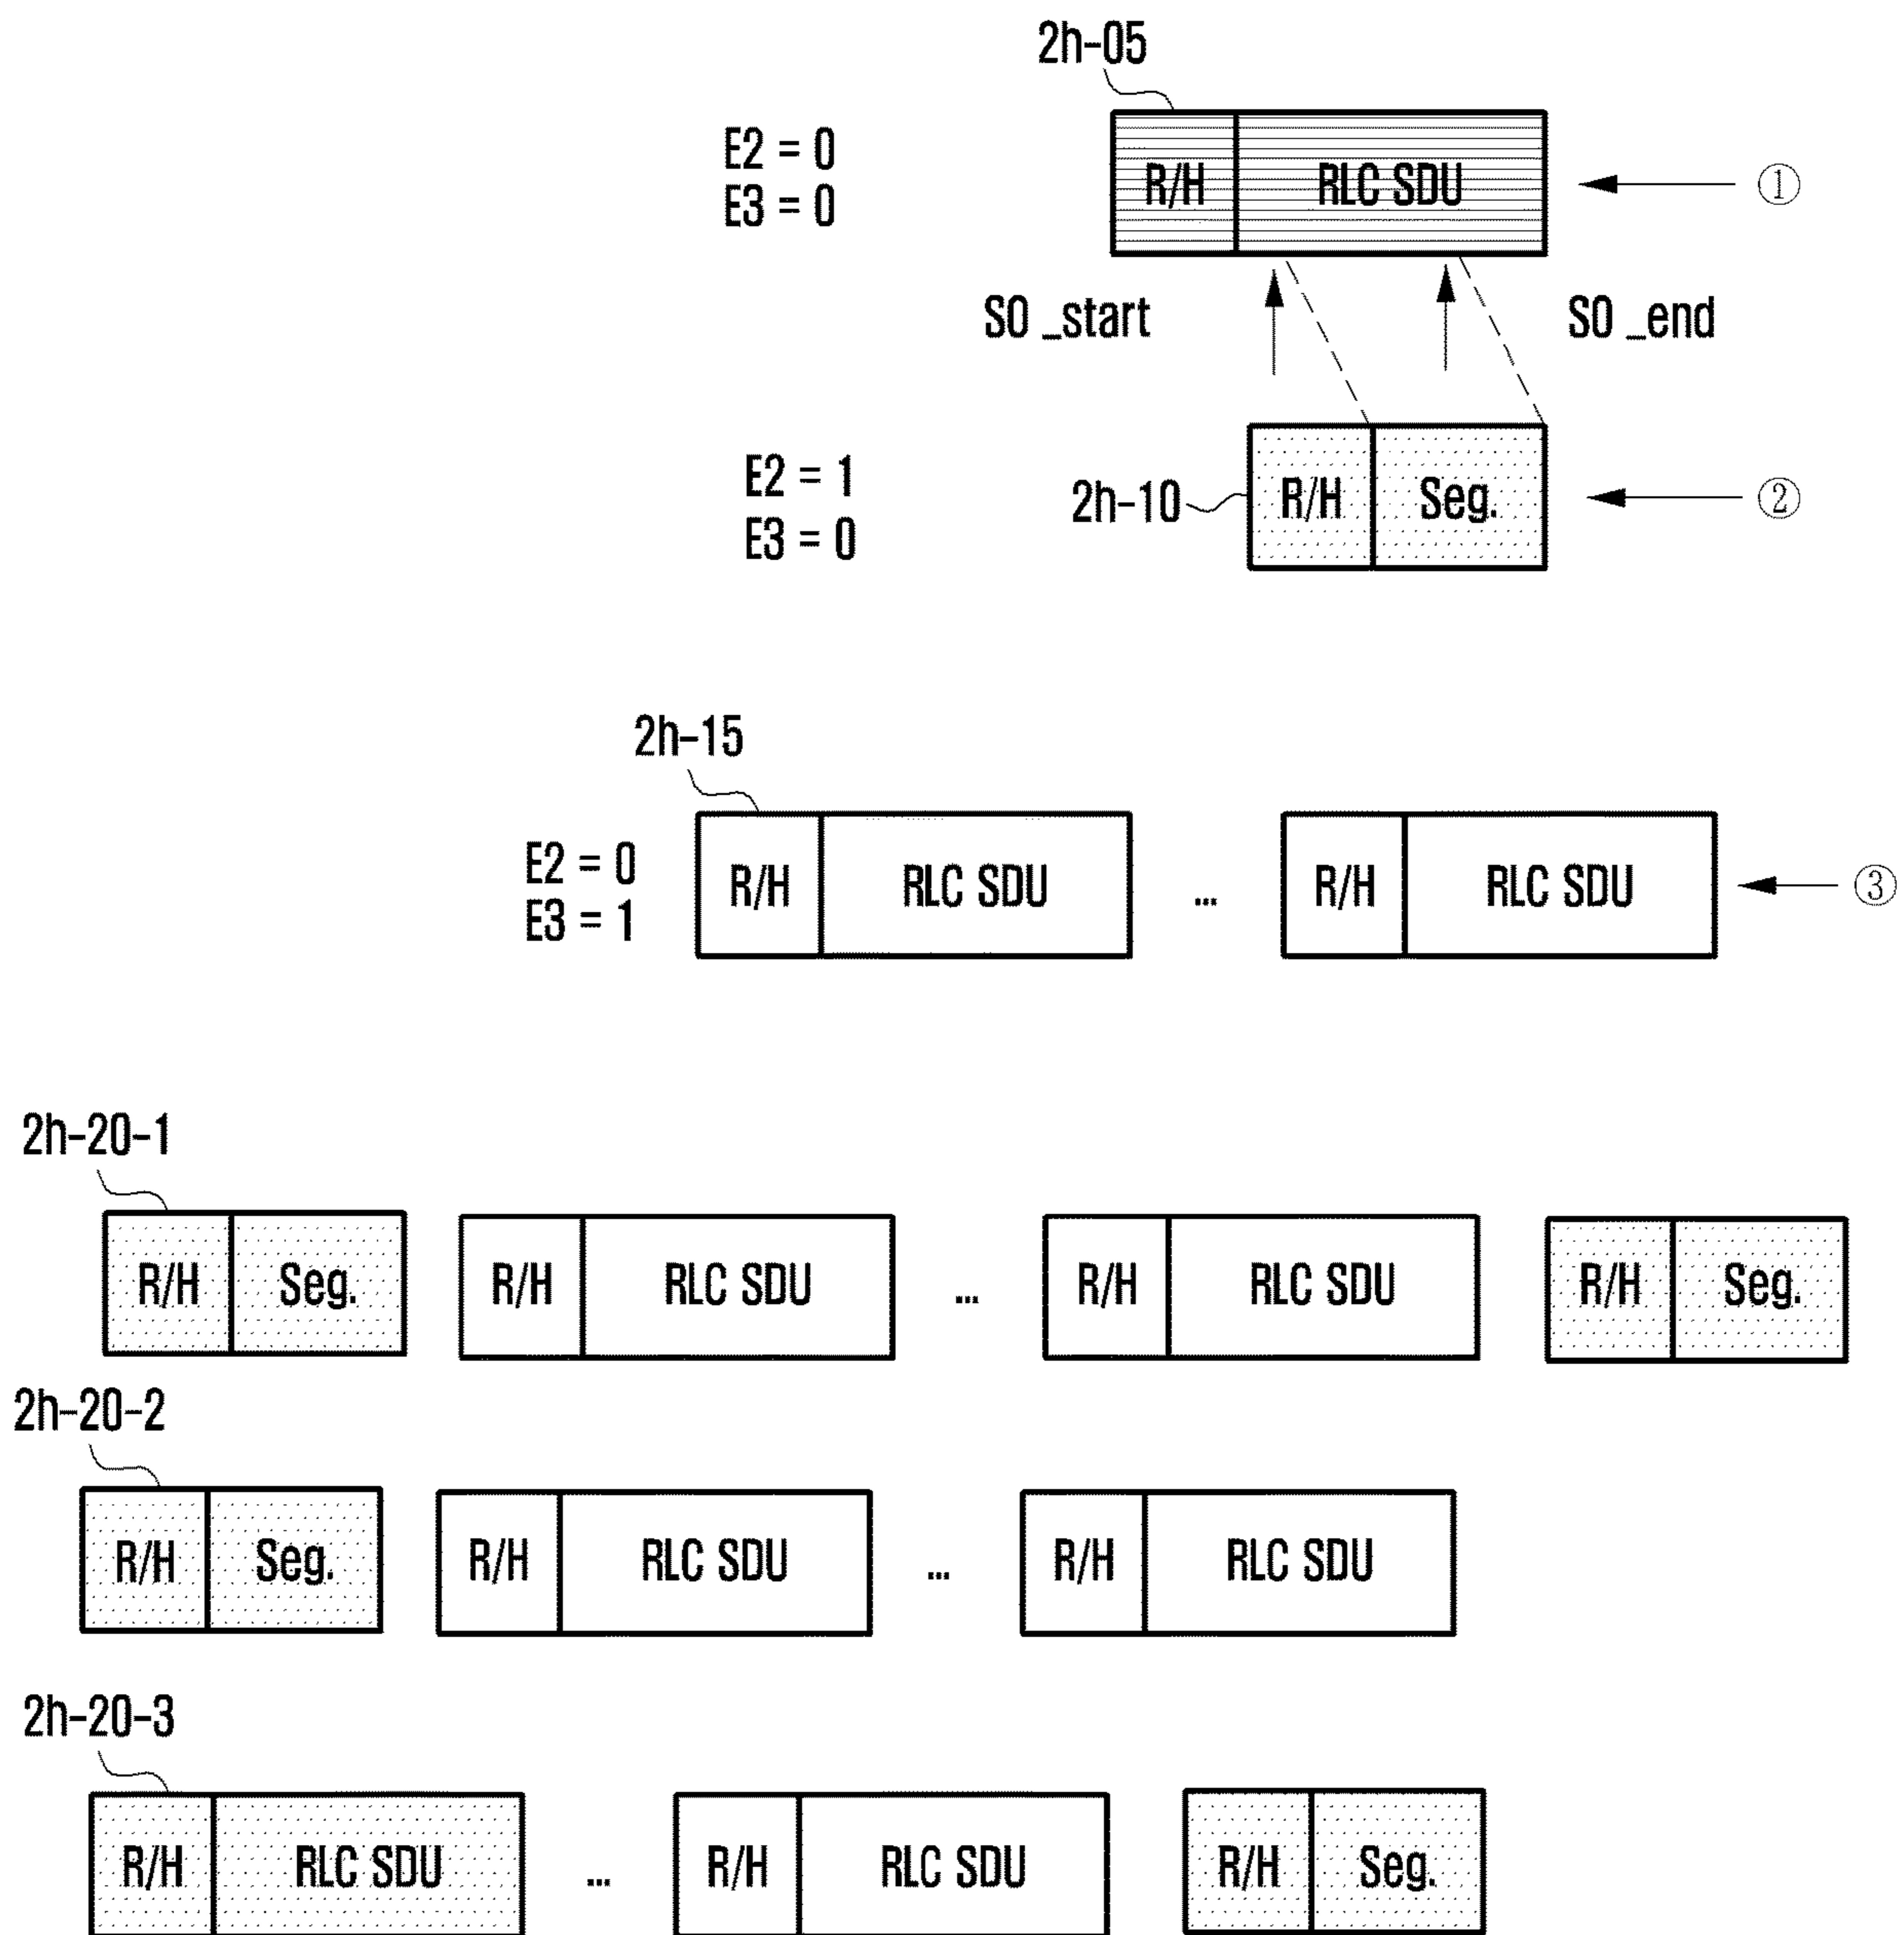 2h-05
E2 = 0
E3 = 0
R/H RLC SDU ①
SO _start SO _end
E2 = 1
E3 = 0
2h-10 R/H Seg. ②
2h-15
E2 = 0
E3 = 1
R/H RLC SDU ... R/H RLC SDU ③
2h-20-1
R/H Seg. R/H RLC SDU ... R/H RLC SDU R/H Seg.
2h-20-2
R/H Seg. R/H RLC SDU ... R/H RLC SDU
2h-20-3
R/H RLC SDU ... R/H RLC SDU R/H Seg.